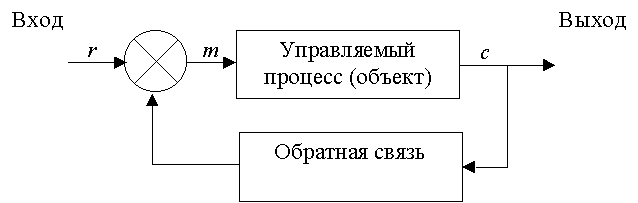 Вход
Выход
r
m
Управляемый
процесс (объект)
c
Обратная связь